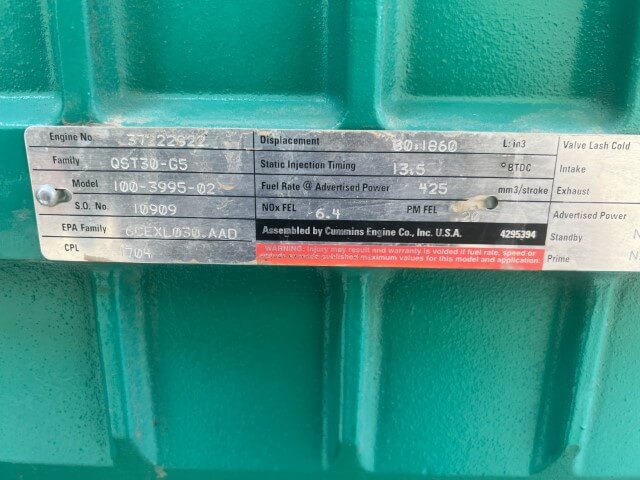 Engine No. 37122922 Displacement 30:1860 L: in3 Valve Lash Cold
Family QST30-G5 Static Injection Timing 13.5 °BTDC Intake
Model 100-3995-02 Fuel Rate @ Advertised Power 425 mm3/stroke Exhaust
S.O. No. 10909 NOx FEL 6.4 PM FEL 20 Advertised Power
EPA Family 6CEXL030.AAD Assembled by Cummins Engine Co., Inc. U.S.A. 4295394 Standby
CPL 1704 WARNING: Injury may result and warranty is voided if fuel rate, speed or
published maximum values for this model and application. Prime